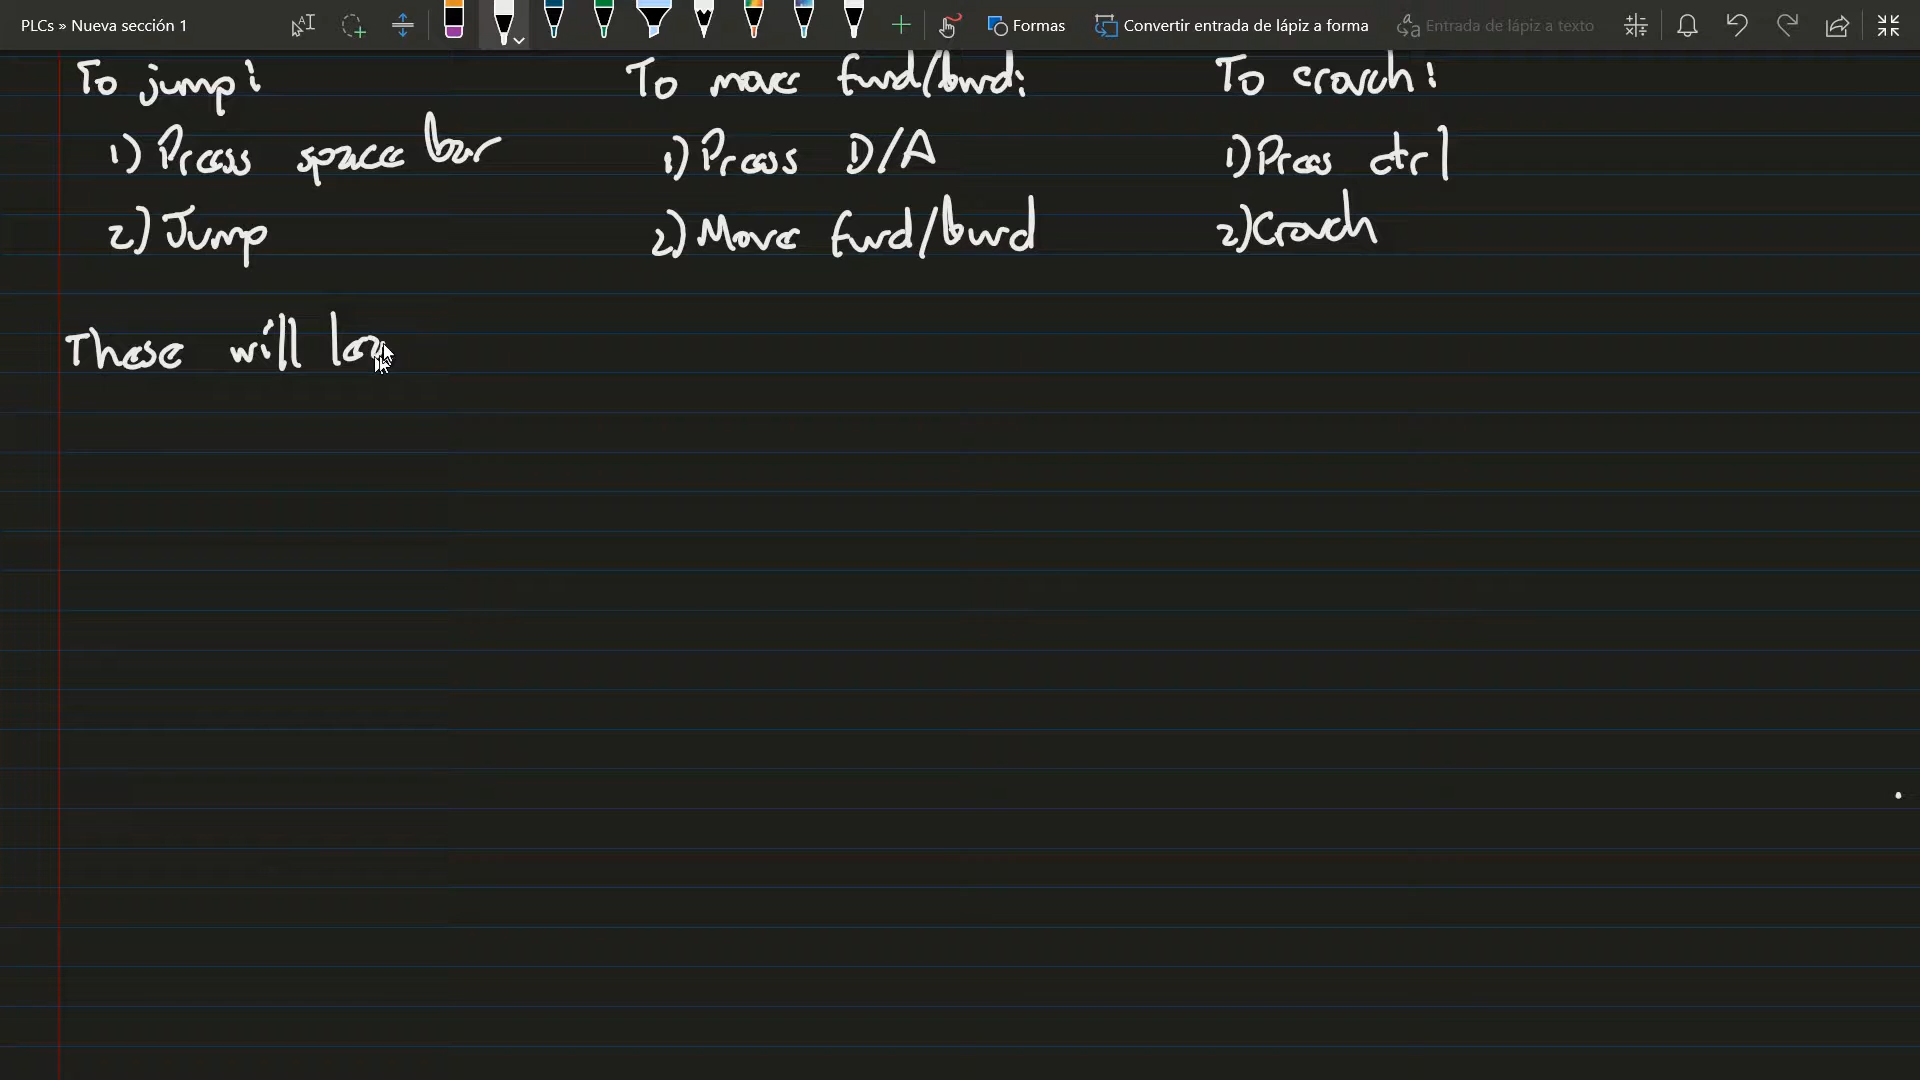 PLCs » Nueva sección 1 Formas Convertir entrada de lápiz a forma Entrada de lápiz a texto
To jump: To move fwd/bwd: To crouch:
1) Press space bar 1) Press D/A 1) Press ctrl
2) Jump 2) Move fwd/bwd 2) Crouch
These will